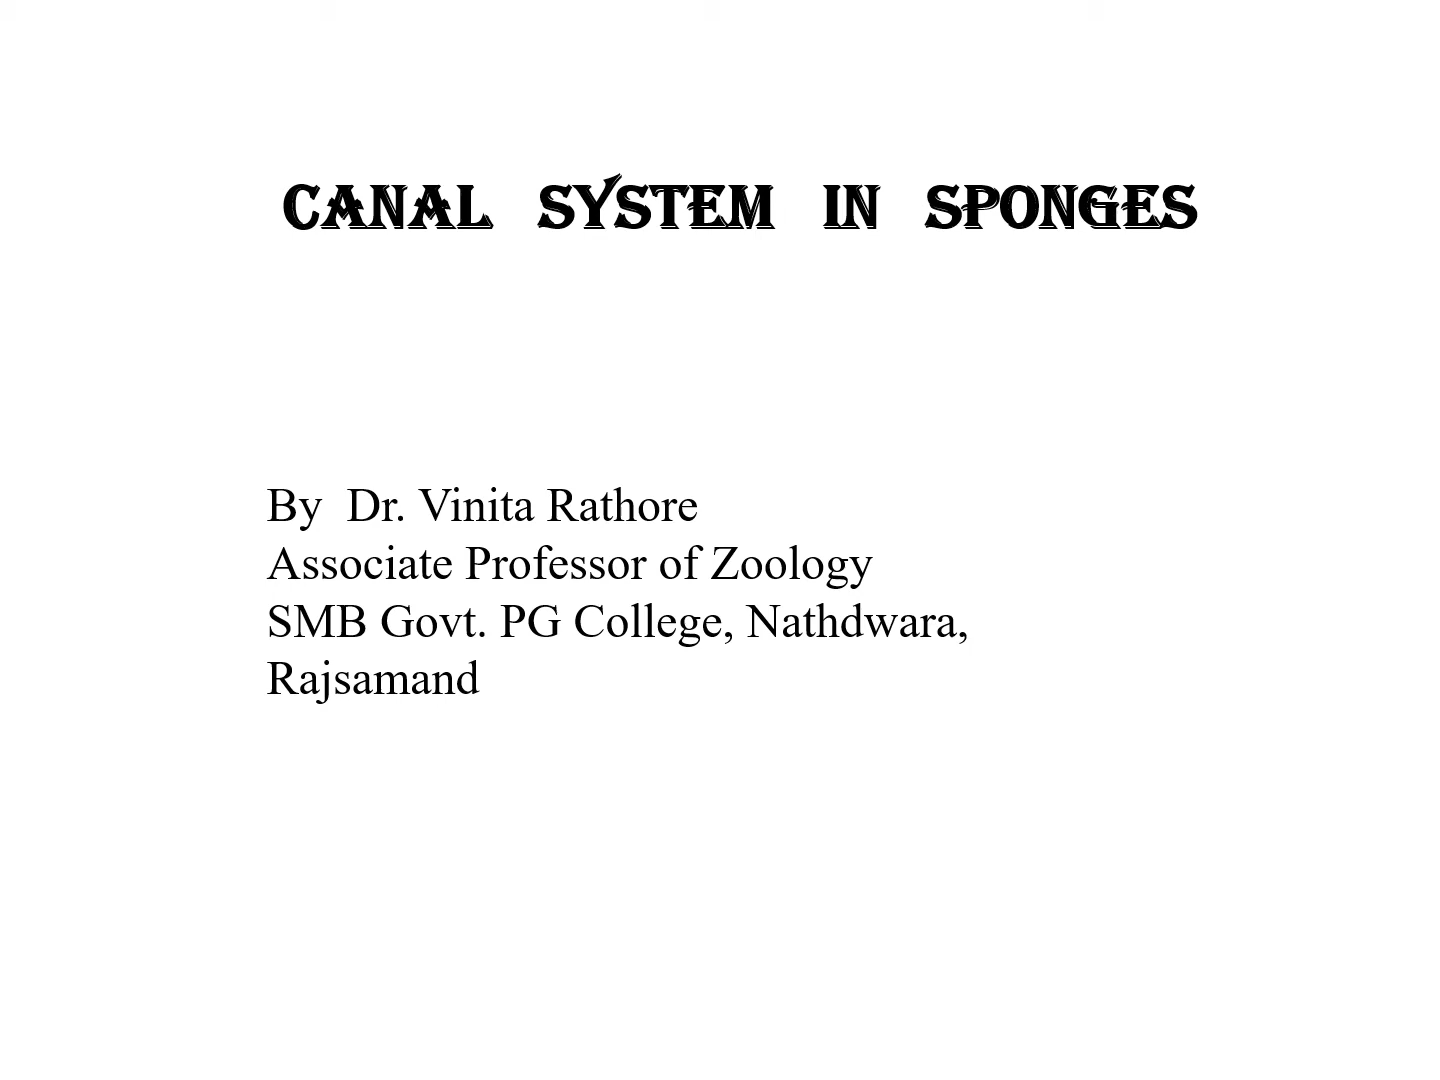 CANAL SYSTEM IN SPONGES
By Dr. Vinita Rathore
Associate Professor of Zoology
SMB Govt. PG College, Nathdwara,
Rajsamand